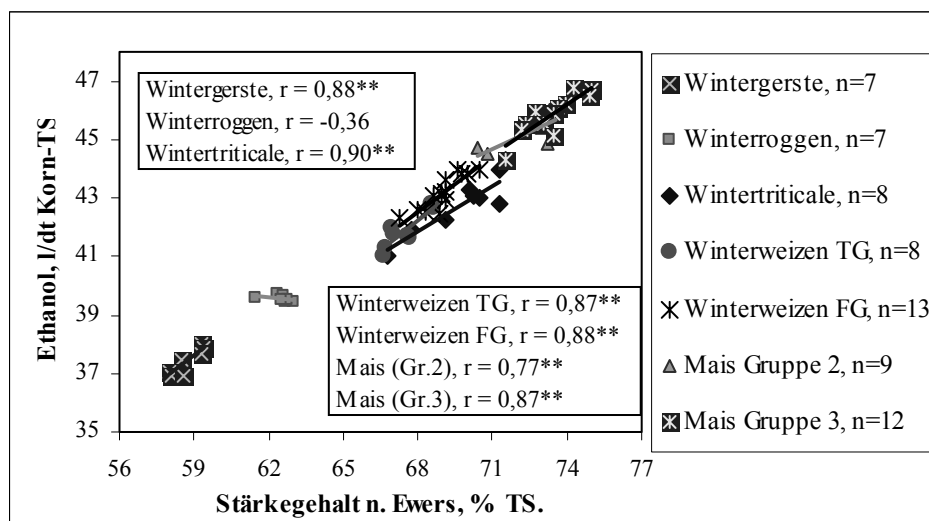 47
45
43
41
39
37
35
Ethanol, l/dt Korn-TS
Wintergerste, r = 0,88**
Winterroggen, r = -0,36
Wintertriticale, r = 0,90**
Winterweizen TG, r = 0,87**
Winterweizen FG, r = 0,88**
Mais (Gr.2), r = 0,77**
Mais (Gr.3), r = 0,87**
56 59 62 65 68 71 74 77
Stärkegehalt n. Ewers, % TS.
Wintergerste, n=7
Winterroggen, n=7
Wintertriticale, n=8
Winterweizen TG, n=8
Winterweizen FG, n=13
Mais Gruppe 2, n=9
Mais Gruppe 3, n=12